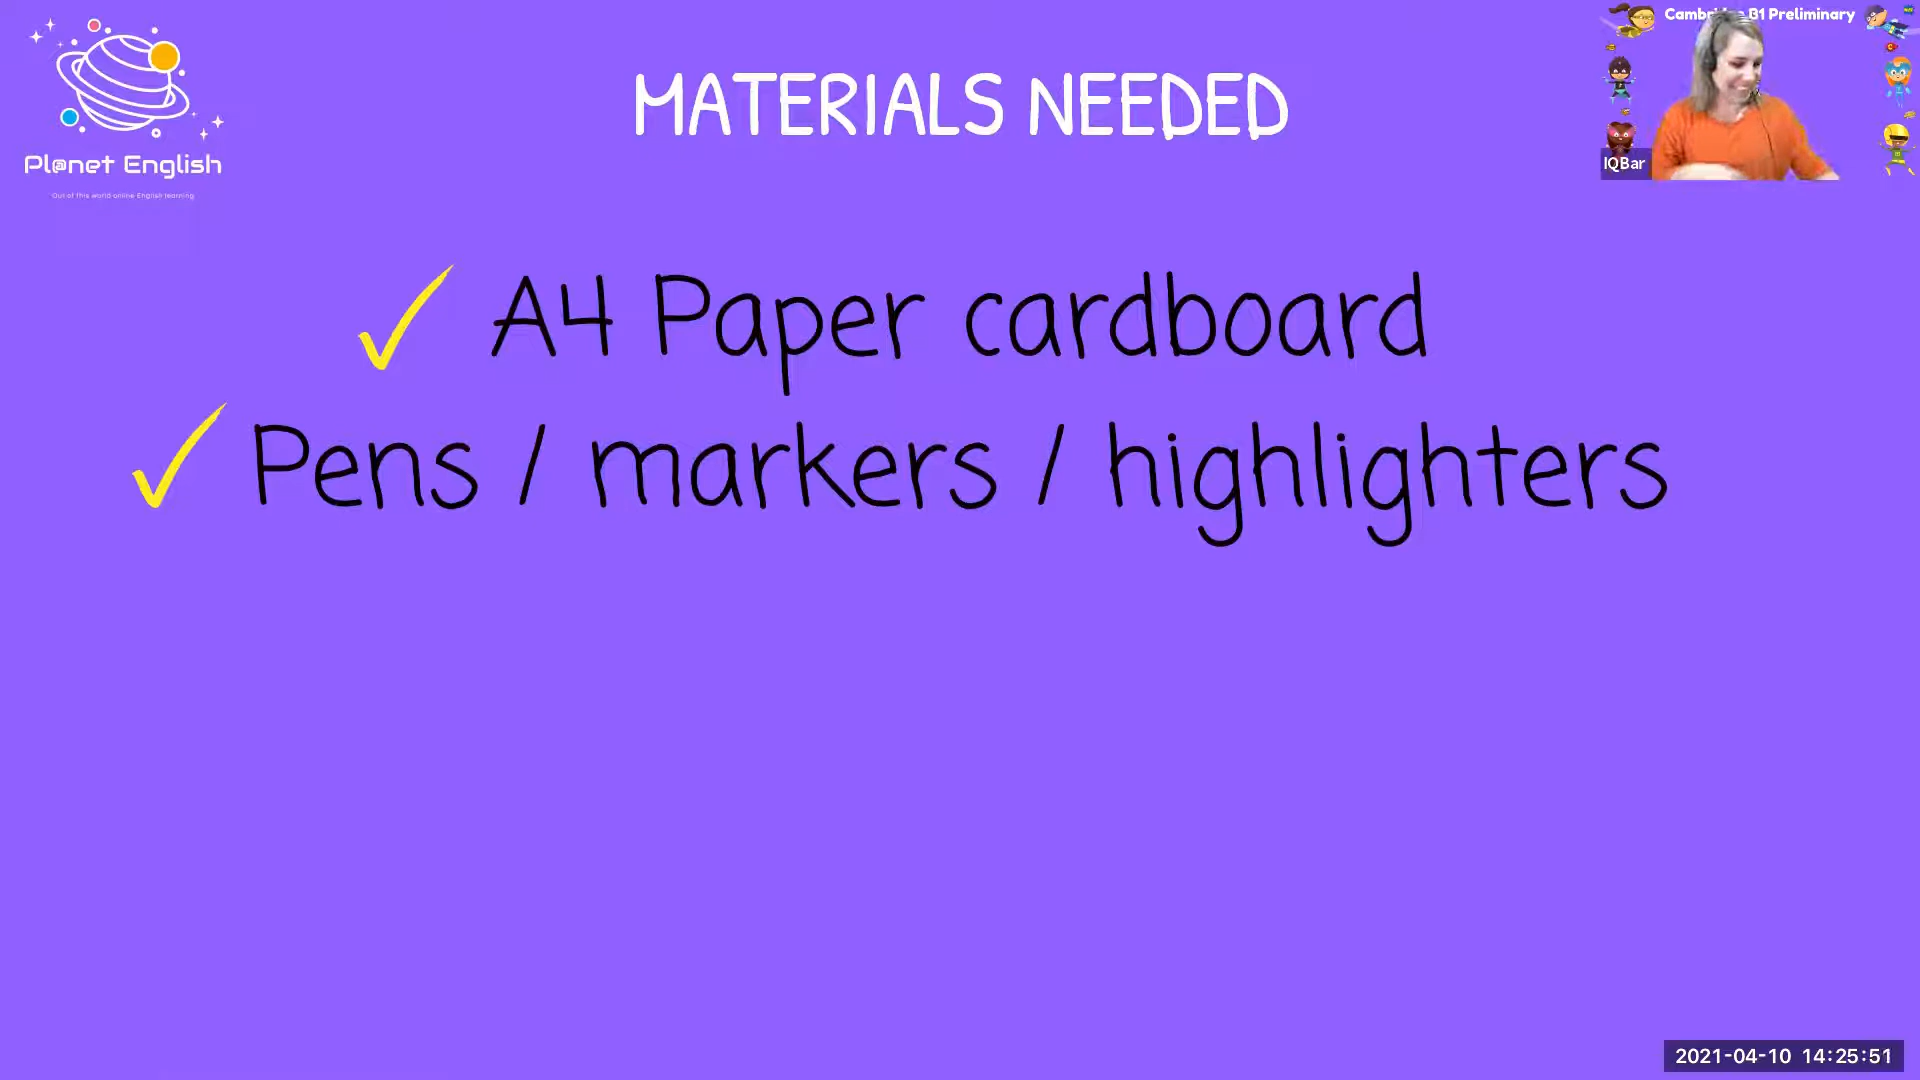 Pl@net English
Out of this world online English learning
MATERIALS NEEDED
A4 Paper cardboard
Pens / markers / highlighters
B1 Preliminary
IQBar
2021-04-10 14:25:51